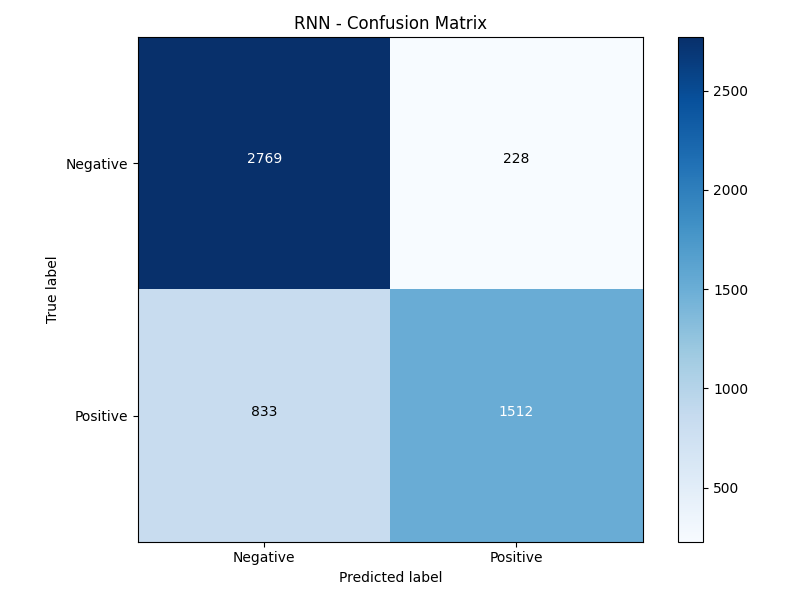 RNN - Confusion Matrix
2500
Negative
2769
228
2000
True label
1500
1000
Positive
833
1512
500
Negative
Positive
Predicted label